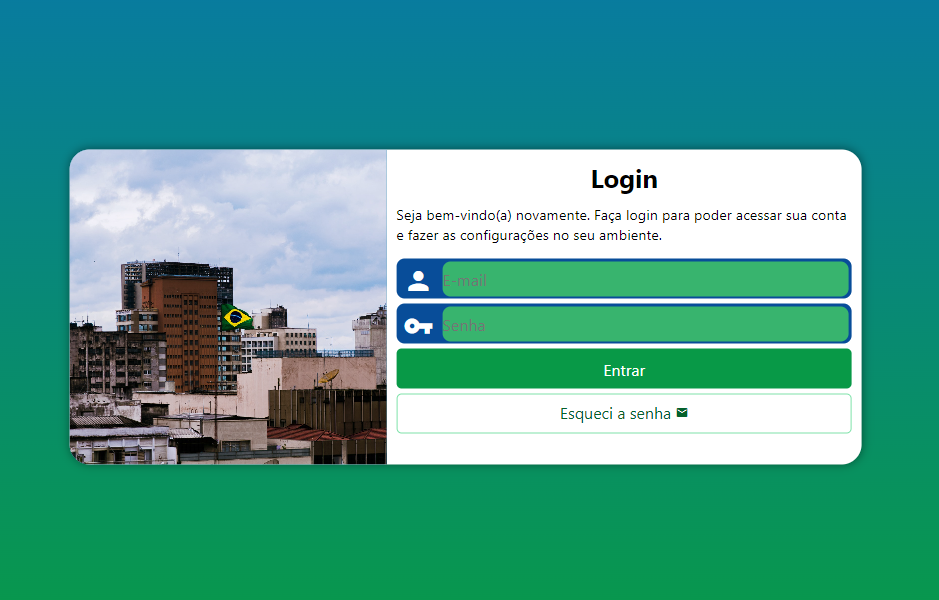 Login
Seja bem-vindo(a) novamente. Faça login para poder acessar sua conta
e fazer as configurações no seu ambiente.
E-mail
Senha
Entrar
Esqueci a senha